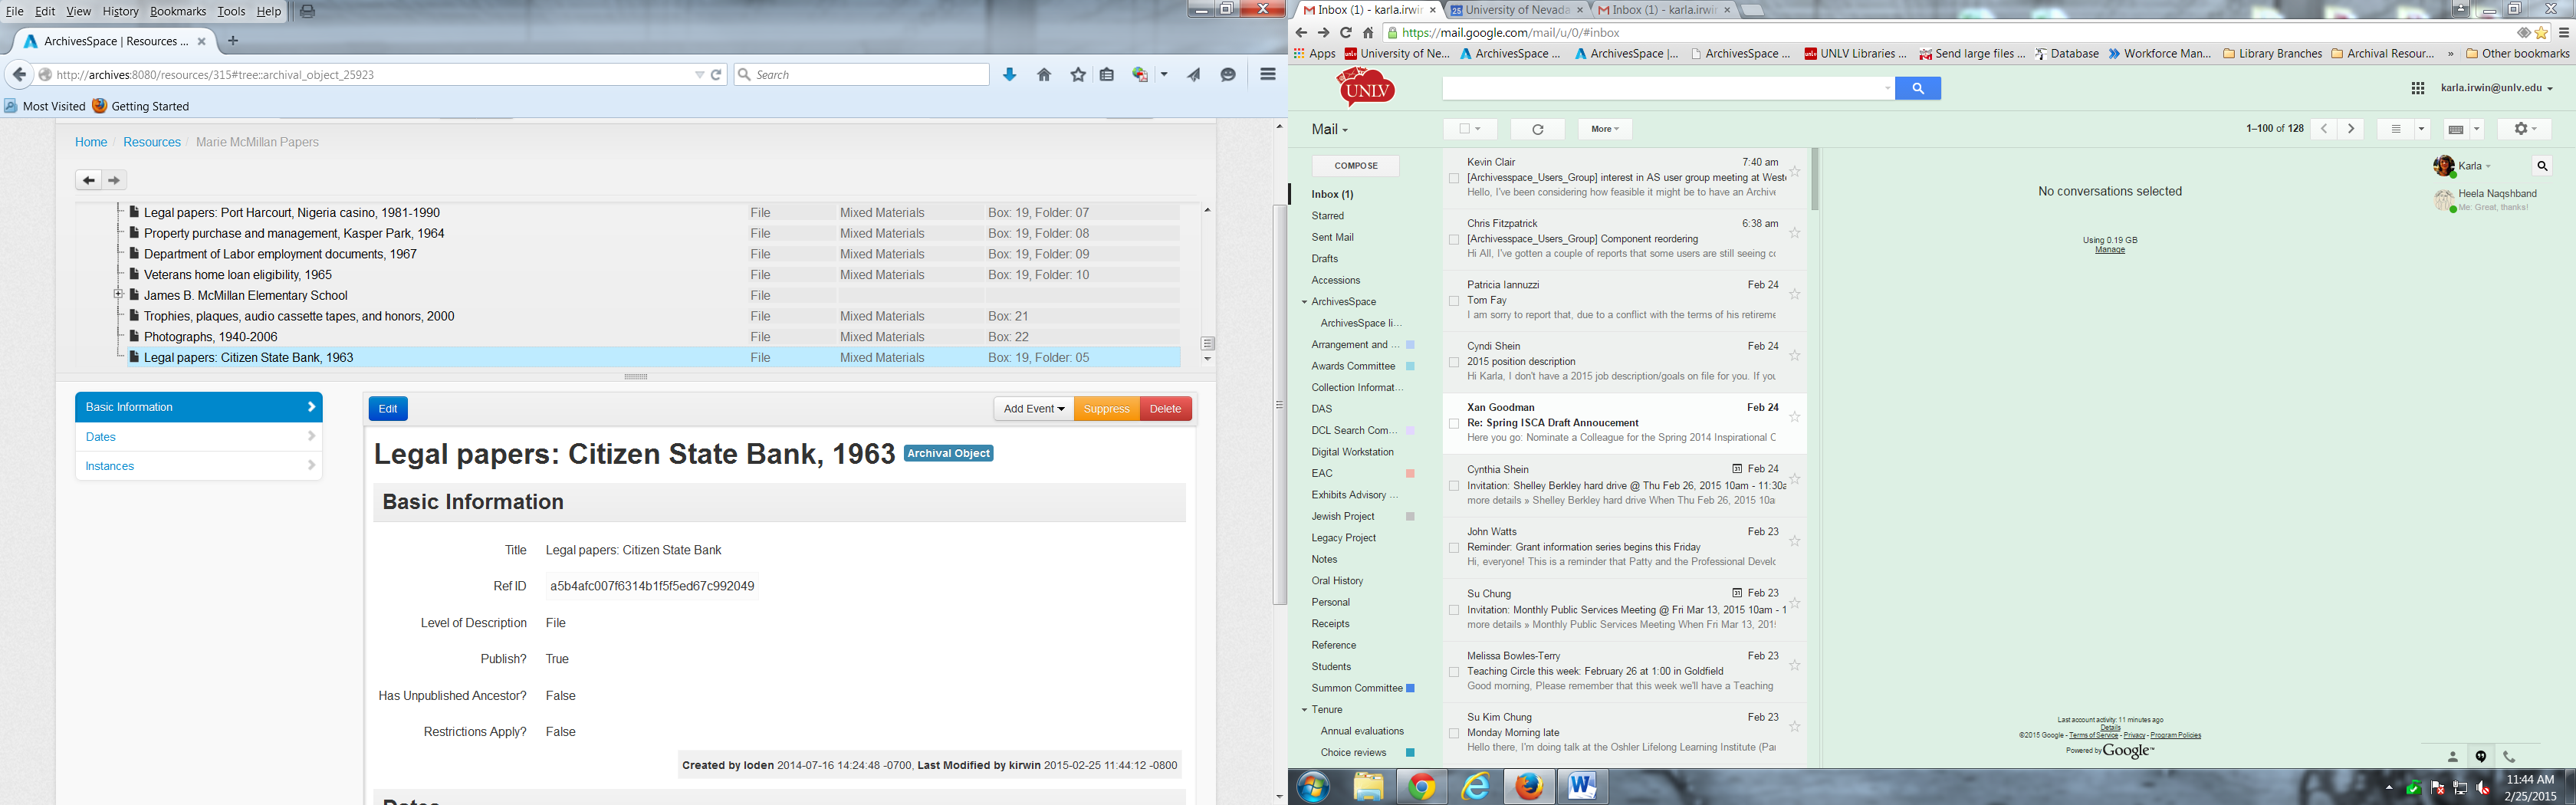 File Edit View History Bookmarks Tools Help
ArchivesSpace | Resources ...
http://archives:8080/resources/315#tree::archival_object_25923
Search
Most Visited Getting Started
Home / Resources / Marie McMillan Papers
Legal papers: Port Harcourt, Nigeria casino, 1981-1990 File Mixed Materials Box: 19, Folder: 07
Property purchase and management, Kasper Park, 1964 File Mixed Materials Box: 19, Folder: 08
Department of Labor employment documents, 1967 File Mixed Materials Box: 19, Folder: 09
Veterans home loan eligibility, 1965 File Mixed Materials Box: 19, Folder: 10
James B. McMillan Elementary School File
Trophies, plaques, audio cassette tapes, and honors, 2000 File Mixed Materials Box: 21
Photographs, 1940-2006 File Mixed Materials Box: 22
Legal papers: Citizen State Bank, 1963 File Mixed Materials Box: 19, Folder: 05
Basic Information
Dates
Instances
Edit Add Event Suppress Delete
Legal papers: Citizen State Bank, 1963 Archival Object
Basic Information
Title Legal papers: Citizen State Bank
Ref ID a5b4afc007f6314b1f5f5ed67c992049
Level of Description File
Publish? True
Has Unpublished Ancestor? False
Restrictions Apply? False
Created by loden 2014-07-16 14:24:48 -0700, Last Modified by kirwin 2015-02-25 11:44:12 -0800
Dates
Inbox (1) - karla.irwin University of Nevada Inbox (1) - karla.irwin
https://mail.google.com/mail/u/0/#inbox
Apps University of Ne... ArchivesSpace ... ArchivesSpace |... ArchivesSpace ... UNLV Libraries ... Send large files ... Database Workforce Man... Library Branches Archival Resour... » Other bookmarks
UNLV
karla.irwin@unlv.edu
Mail
More
1–100 of 128
COMPOSE
Inbox (1)
Starred
Sent Mail
Drafts
Accessions
ArchivesSpace
ArchivesSpace li...
Arrangement and ...
Awards Committee
Collection Informat...
DAS
DCL Search Com...
Digital Workstation
EAC
Exhibits Advisory ...
Jewish Project
Legacy Project
Notes
Oral History
Personal
Receipts
Reference
Students
Summon Committee
Tenure
Annual evaluations
Choice reviews
Kevin Clair 7:40 am
[Archivesspace_Users_Group] interest in AS user group meeting at Weste
Hello, I've been considering how feasible it might be to have an Archive
Chris Fitzpatrick 6:38 am
[Archivesspace_Users_Group] Component reordering
Hi All, I've gotten a couple of reports that some users are still seeing co
Patricia Iannuzzi Feb 24
Tom Fay
I am sorry to report that, due to a conflict with the terms of his retireme
Cyndi Shein Feb 24
2015 position description
Hi Karla, I don't have a 2015 job description/goals on file for you. If you
Xan Goodman Feb 24
Re: Spring ISCA Draft Annoucement
Here you go: Nominate a Colleague for the Spring 2014 Inspirational C
Cynthia Shein 31 Feb 24
Invitation: Shelley Berkley hard drive @ Thu Feb 26, 2015 10am - 11:30a
more details » Shelley Berkley hard drive When Thu Feb 26, 2015 10a
John Watts Feb 23
Reminder: Grant information series begins this Friday
Hi, everyone! This is a reminder that Patty and the Professional Develo
Su Chung 31 Feb 23
Invitation: Monthly Public Services Meeting @ Fri Mar 13, 2015 10am - 1
more details » Monthly Public Services Meeting When Fri Mar 13, 201
Melissa Bowles-Terry Feb 23
Teaching Circle this week: February 26 at 1:00 in Goldfield
Good morning, Please remember that this week we'll have a Teaching
Su Kim Chung Feb 23
Monday Morning late
Hello there, I'm doing talk at the Oshler Lifelong Learning Institute (Par
No conversations selected
Using 0.19 GB
Manage
Karla
Heela Naqshband
Me: Great, thanks!
Last account activity: 11 minutes ago
Details
©2015 Google - Terms of Service - Privacy - Program Policies
Powered by Google™
11:44 AM
2/25/2015